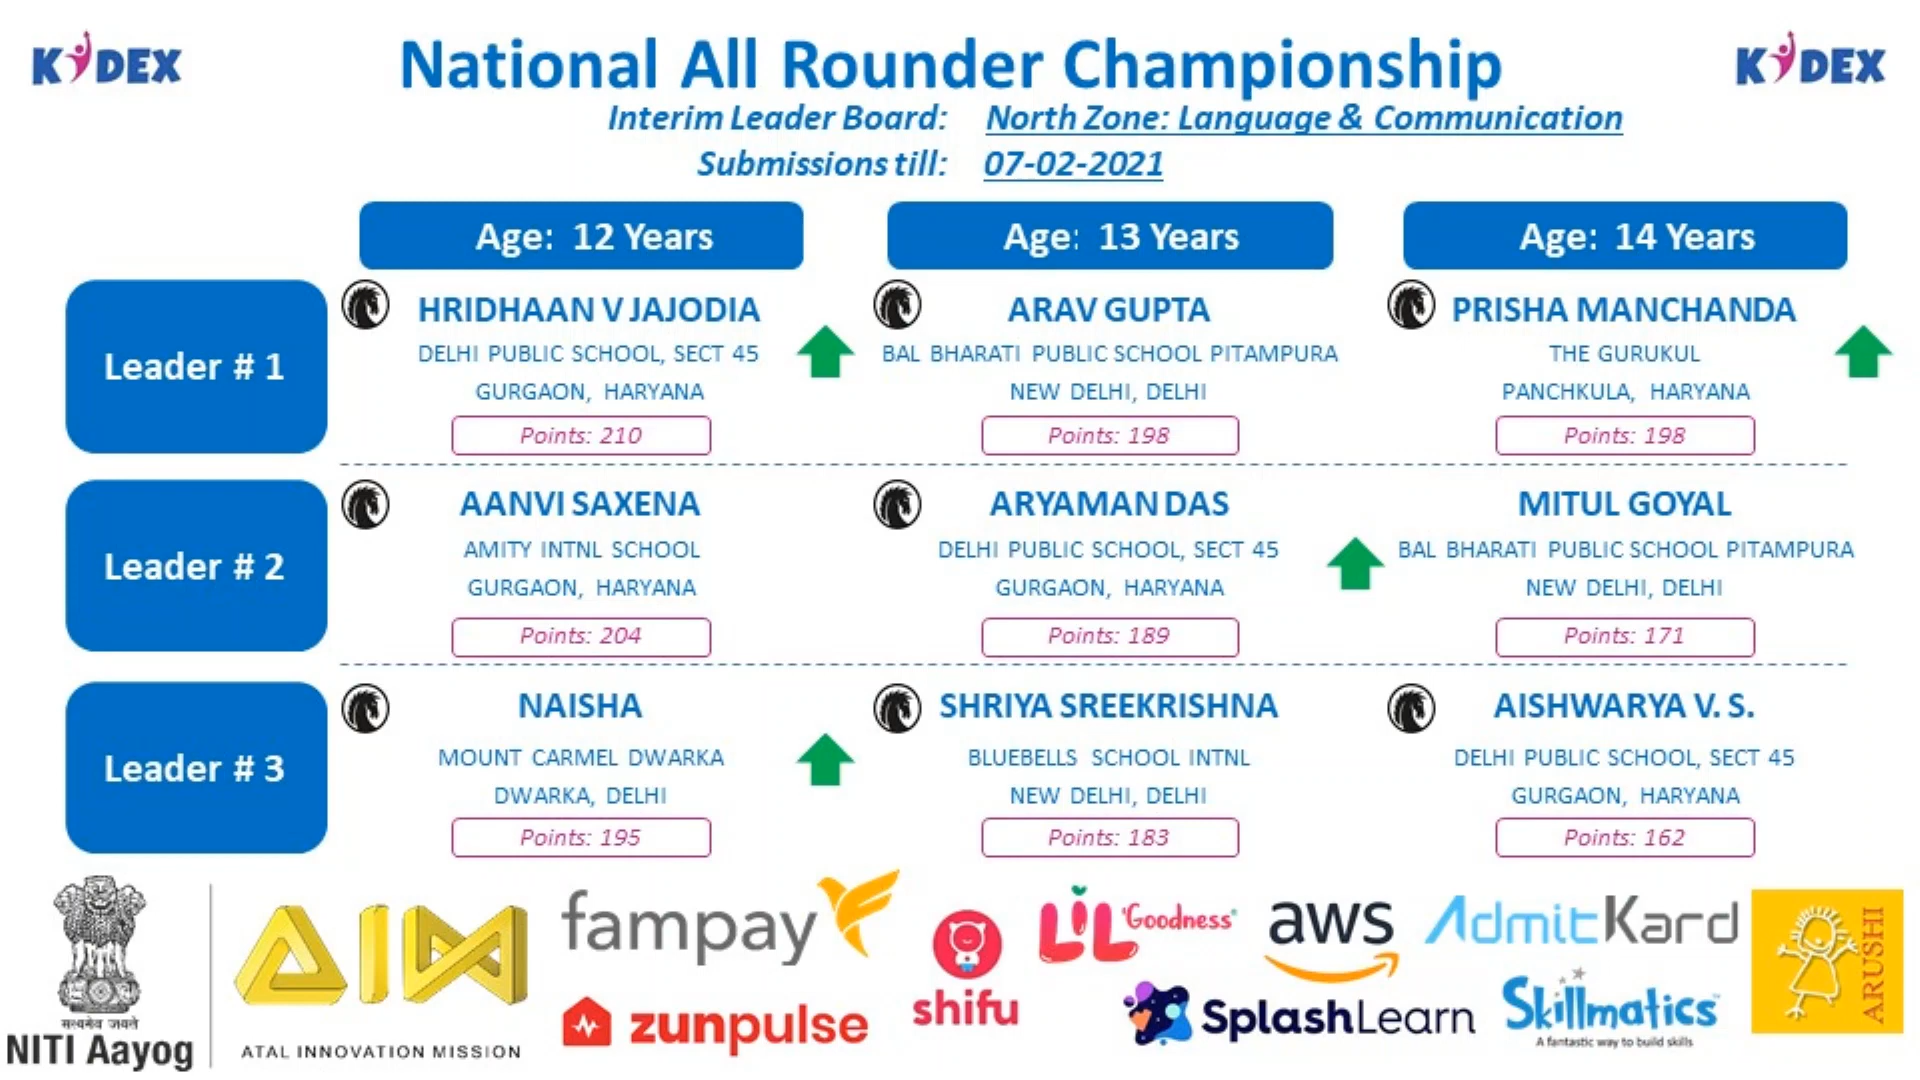 KIDEX
National All Rounder Championship
KIDEX
Interim Leader Board: North Zone: Language & Communication
Submissions till: 07-02-2021
Age: 12 Years
Age: 13 Years
Age: 14 Years
Leader # 1
HRIDHAAN V JAJODIA
DELHI PUBLIC SCHOOL, SECT 45
GURGAON, HARYANA
Points: 210
ARAV GUPTA
BAL BHARATI PUBLIC SCHOOL PITAMPURA
NEW DELHI, DELHI
Points: 198
PRISHA MANCHANDA
THE GURUKUL
PANCHKULA, HARYANA
Points: 198
Leader # 2
AANVI SAXENA
AMITY INTNL SCHOOL
GURGAON, HARYANA
Points: 204
ARYAMAN DAS
DELHI PUBLIC SCHOOL, SECT 45
GURGAON, HARYANA
Points: 189
MITUL GOYAL
BAL BHARATI PUBLIC SCHOOL PITAMPURA
NEW DELHI, DELHI
Points: 171
Leader # 3
NAISHA
MOUNT CARMEL DWARKA
DWARKA, DELHI
Points: 195
SHRIYA SREEKRISHNA
BLUEBELLS SCHOOL INTNL
NEW DELHI, DELHI
Points: 183
AISHWARYA V. S.
DELHI PUBLIC SCHOOL, SECT 45
GURGAON, HARYANA
Points: 162
सत्यमेव जयते
NITI Aayog
AIM
ATAL INNOVATION MISSION
fampay
zunpulse
shifu
LIL 'Goodness'
aws
SplashLearn
AdmitKard
Skillmatics
A fantastic way to build skills
ARUSHI